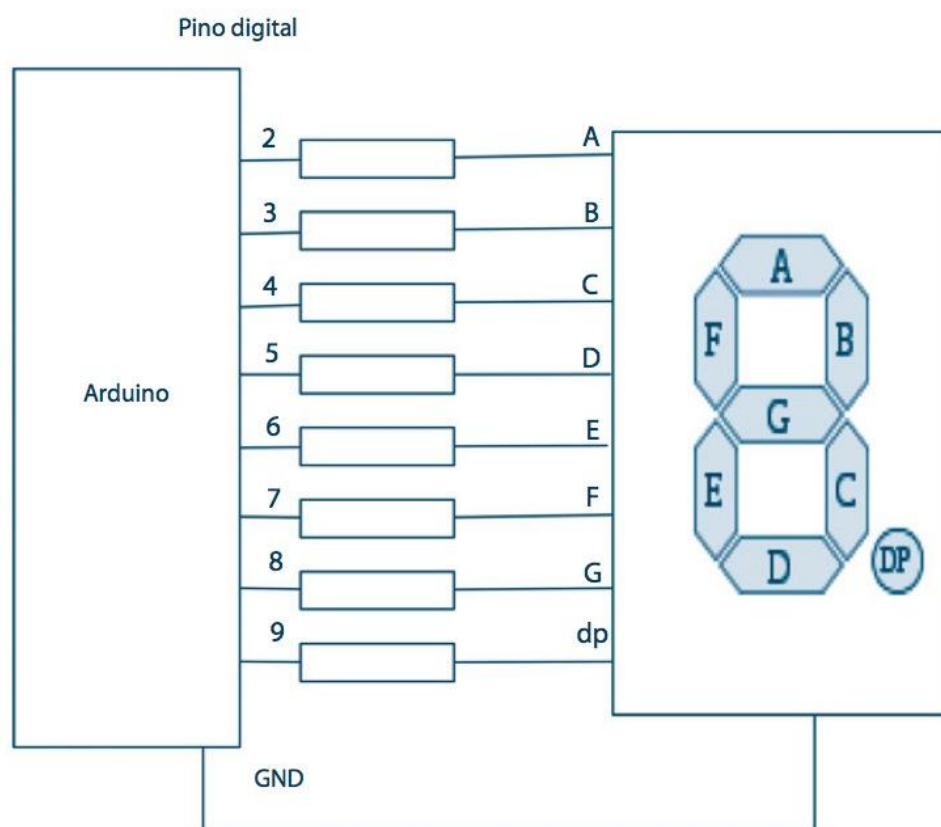 Pino digital
2 A
3 B
4 C
5 D
6 E
7 F
8 G
9 dp
Arduino
GND
A
F B
G
E C
D DP